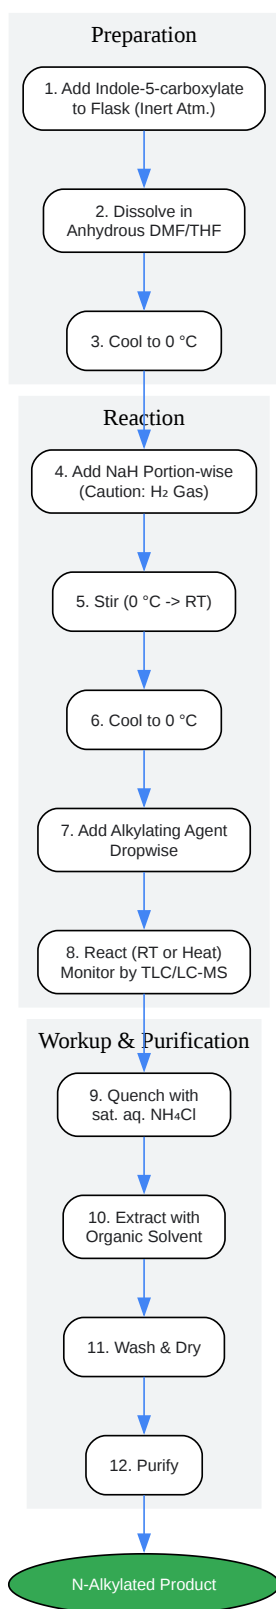 Preparation
1. Add Indole-5-carboxylate
to Flask (Inert Atm.)
2. Dissolve in
Anhydrous DMF/THF
3. Cool to 0 °C
Reaction
4. Add NaH Portion-wise
(Caution: H₂ Gas)
5. Stir (0 °C -> RT)
6. Cool to 0 °C
7. Add Alkylating Agent
Dropwise
8. React (RT or Heat)
Monitor by TLC/LC-MS
Workup & Purification
9. Quench with
sat. aq. NH₄Cl
10. Extract with
Organic Solvent
11. Wash & Dry
12. Purify
N-Alkylated Product